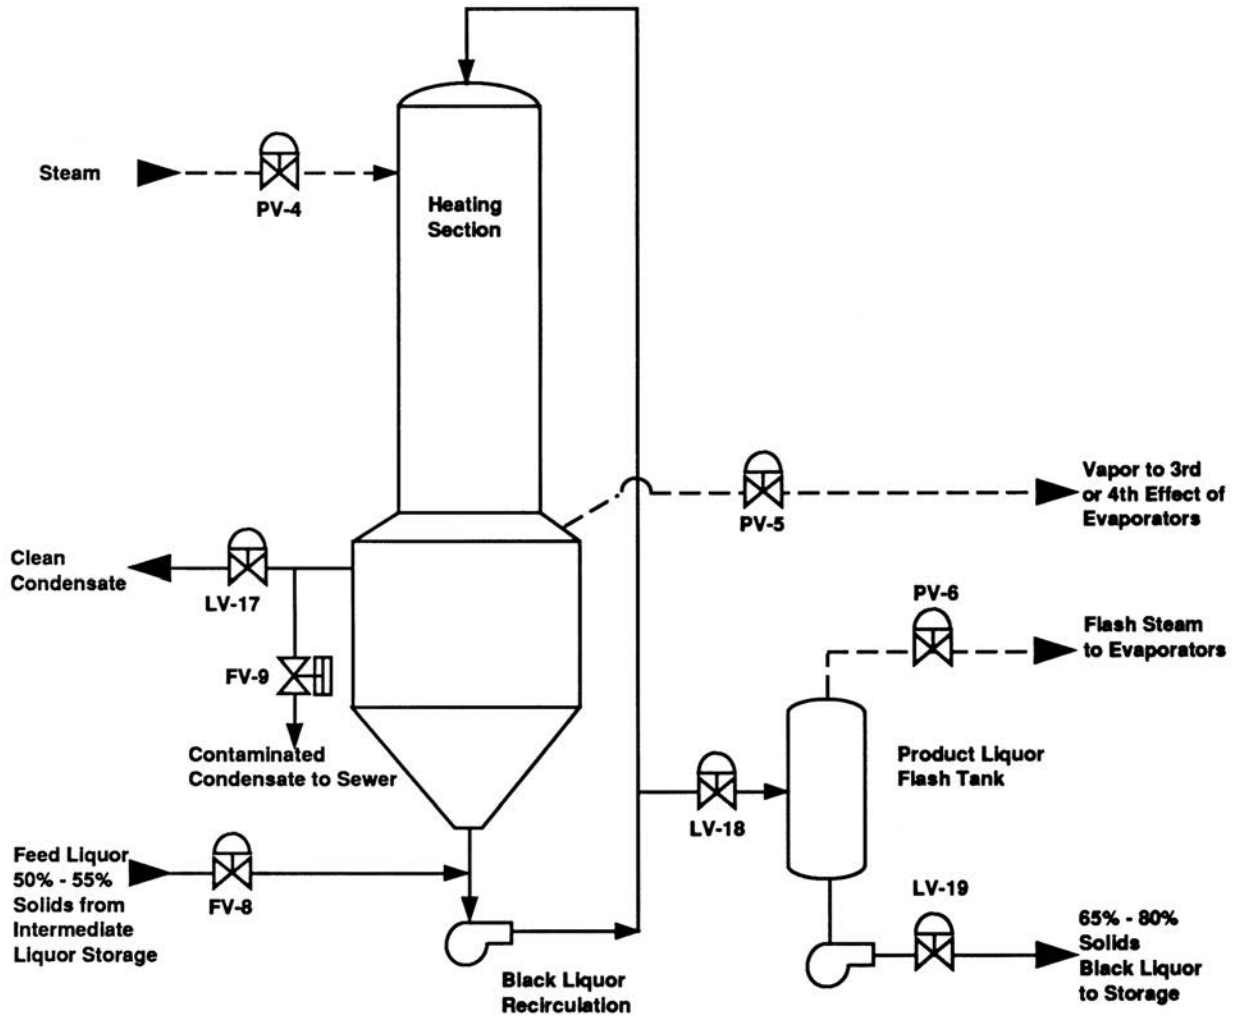 Steam
PV-4
Heating
Section
Vapor to 3rd
or 4th Effect of
Evaporators
PV-5
Clean
Condensate
LV-17
PV-6
Flash Steam
to Evaporators
FV-9
Contaminated
Condensate to Sewer
Product Liquor
Flash Tank
LV-18
Feed Liquor
50% - 55%
Solids from
Intermediate
Liquor Storage
FV-8
LV-19
65% - 80%
Solids
Black Liquor
to Storage
Black Liquor
Recirculation